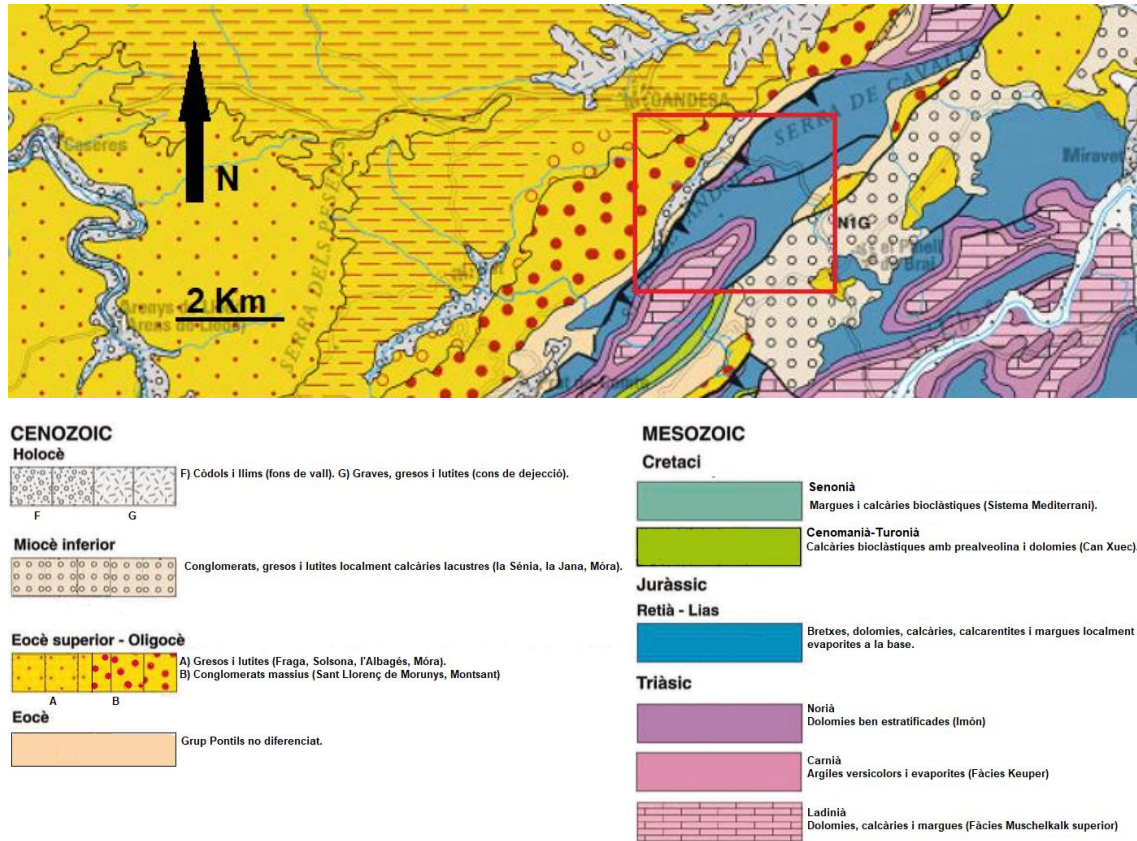 GANDESA
SERRA DE CAVALL
Caseres
N
Miravet
SERRA DELS PESELLS
N1G
2 Km
CENOZOIC
Holocè
F) Còdols i llims (fons de vall). G) Graves, gresos i lutites (cons de dejecció).
F
G
Miocè inferior
Conglomerats, gresos i lutites localment calcàries lacustres (la Sénia, la Jana, Móra).
Eocè superior - Oligocè
A) Gresos i lutites (Fraga, Solsona, l'Albagés, Móra).
B) Conglomerats massius (Sant Llorenç de Morunys, Montsant)
A
B
Eocè
Grup Pontils no diferenciat.
MESOZOIC
Cretaci
Senonià
Margues i calcàries bioclàstiques (Sistema Mediterrani).
Cenomanià-Turonià
Calcàries bioclàstiques amb prealveolina i dolomies (Can Xuec).
Juràssic
Retià - Lias
Bretxes, dolomies, calcàries, calcarentites i margues localment
evaporites a la base.
Triàsic
Norià
Dolomies ben estratificades (Imón)
Carnià
Argiles versicolors i evaporites (Fàcies Keuper)
Ladinià
Dolomies, calcàries i margues (Fàcies Muschelkalk superior)